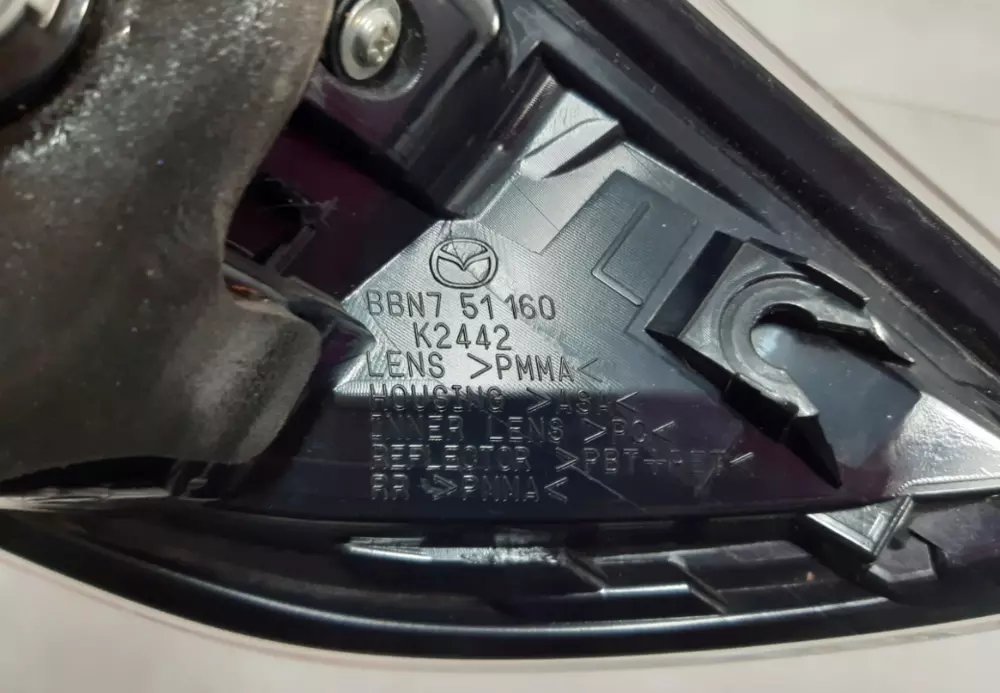 BBN7 51 160
K2442
LENS >PMMA<
HOUSING >ASA<
INNER LENS >PC<
REFLECTOR >PBT+PET<
RR >PMMA<